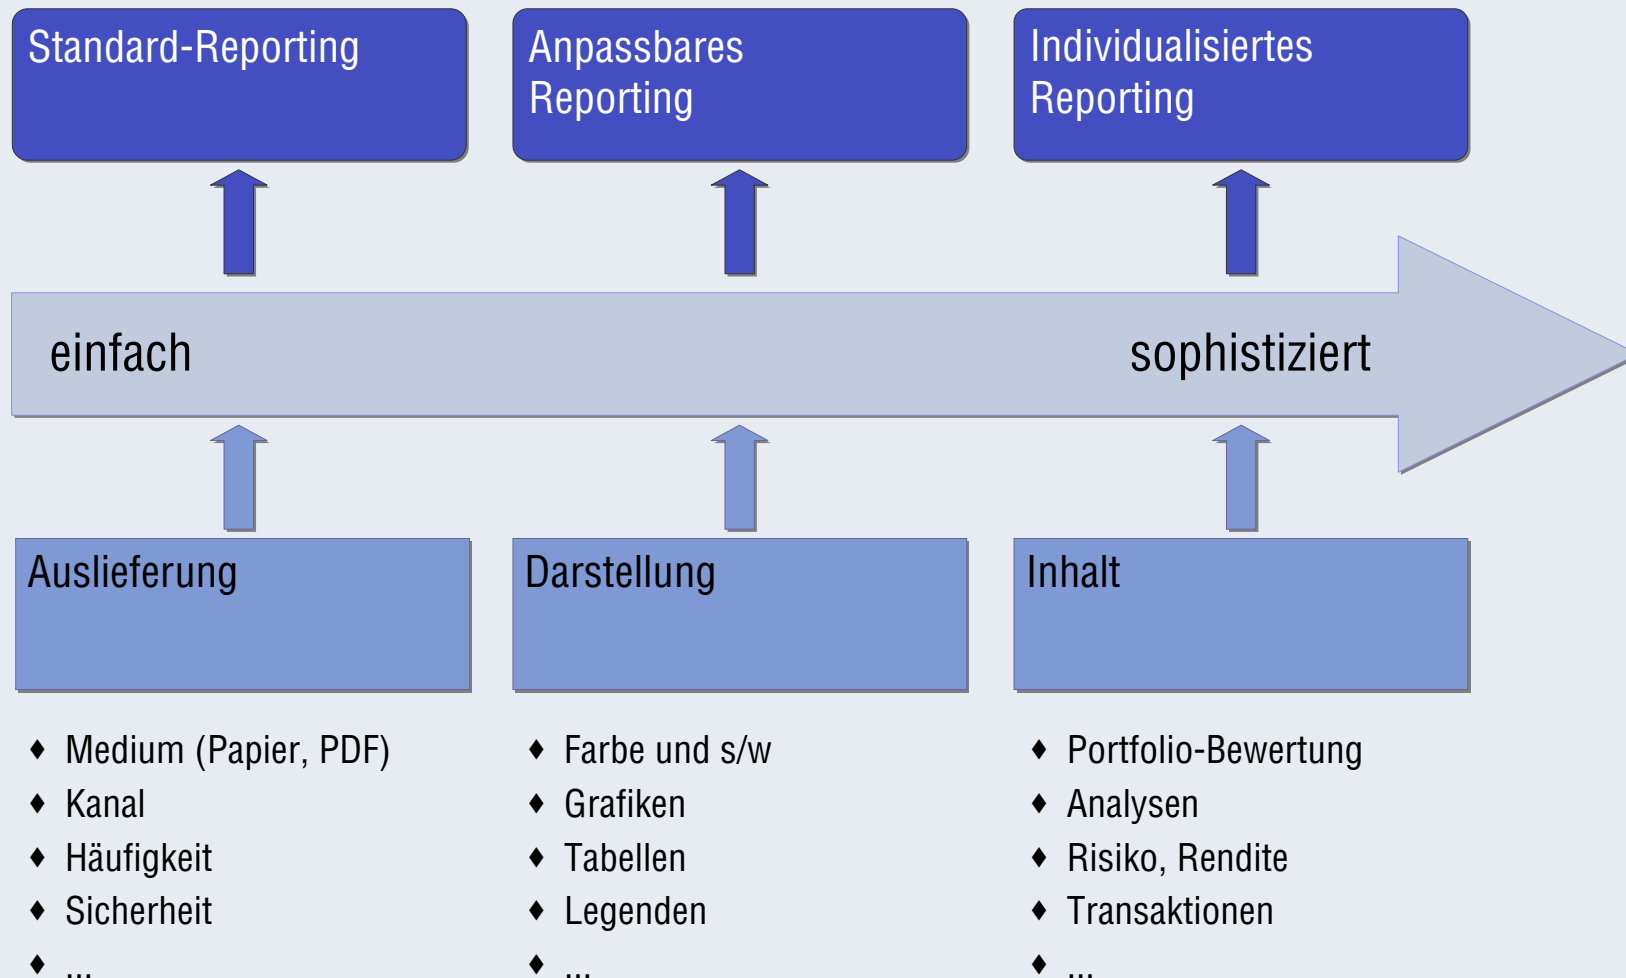 Standard-Reporting
Anpassbares
Reporting
Individualisiertes
Reporting
einfach
sophistiziert
Auslieferung
Darstellung
Inhalt
♦ Medium (Papier, PDF)
♦ Kanal
♦ Häufigkeit
♦ Sicherheit
♦ ...
♦ Farbe und s/w
♦ Grafiken
♦ Tabellen
♦ Legenden
♦ ...
♦ Portfolio-Bewertung
♦ Analysen
♦ Risiko, Rendite
♦ Transaktionen
♦ ...